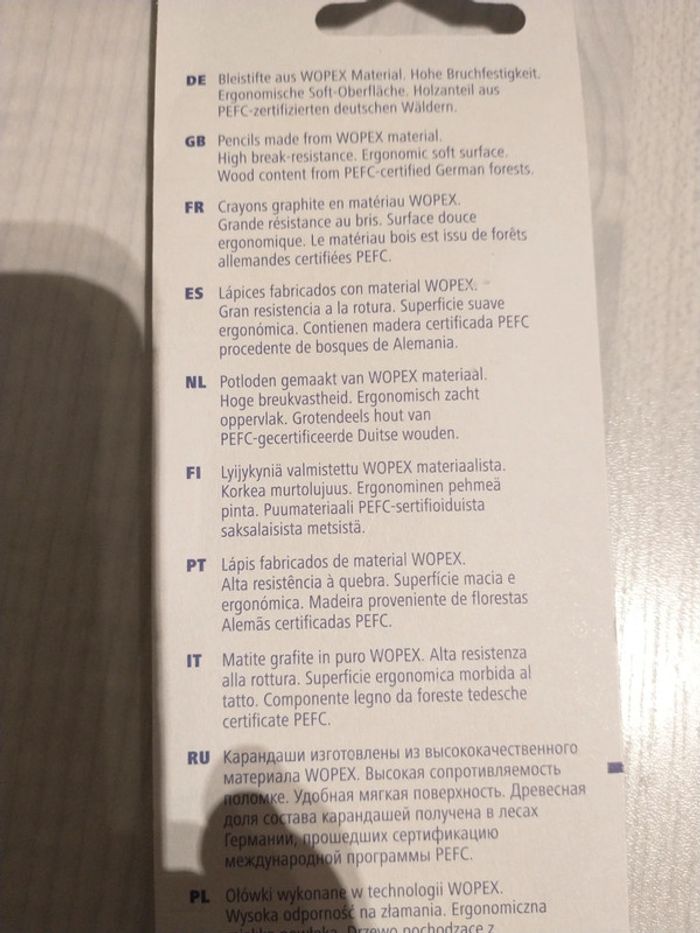 DE Bleistifte aus WOPEX Material. Hohe Bruchfestigkeit.
Ergonomische Soft-Oberfläche. Holzanteil aus
PEFC-zertifizierten deutschen Wäldern.
GB Pencils made from WOPEX material.
High break-resistance. Ergonomic soft surface.
Wood content from PEFC-certified German forests.
FR Crayons graphite en matériau WOPEX.
Grande résistance au bris. Surface douce
ergonomique. Le matériau bois est issu de forêts
allemandes certifiées PEFC.
ES Lápices fabricados con material WOPEX.
Gran resistencia a la rotura. Superficie suave
ergonómica. Contienen madera certificada PEFC
procedente de bosques de Alemania.
NL Potloden gemaakt van WOPEX materiaal.
Hoge breukvastheid. Ergonomisch zacht
oppervlak. Grotendeels hout van
PEFC-gecertificeerde Duitse wouden.
FI Lyijykyniä valmistettu WOPEX materiaalista.
Korkea murtolujuus. Ergonominen pehmeä
pinta. Puumateriaali PEFC-sertifioiduista
saksalaisista metsistä.
PT Lápis fabricados de material WOPEX.
Alta resistência à quebra. Superfície macia e
ergonómica. Madeira proveniente de florestas
Alemãs certificadas PEFC.
IT Matite grafite in puro WOPEX. Alta resistenza
alla rottura. Superficie ergonomica morbida al
tatto. Componente legno da foreste tedesche
certificate PEFC.
RU Карандаши изготовлены из высококачественного
материала WOPEX. Высокая сопротивляемость
поломке. Удобная мягкая поверхность. Древесная
доля состава карандашей получена в лесах
Германии, прошедших сертификацию
международной программы PEFC.
PL Ołówki wykonane w technologii WOPEX.
Wysoka odporność na złamania. Ergonomiczna
miękka powłoka. Drzewo pochodzące z